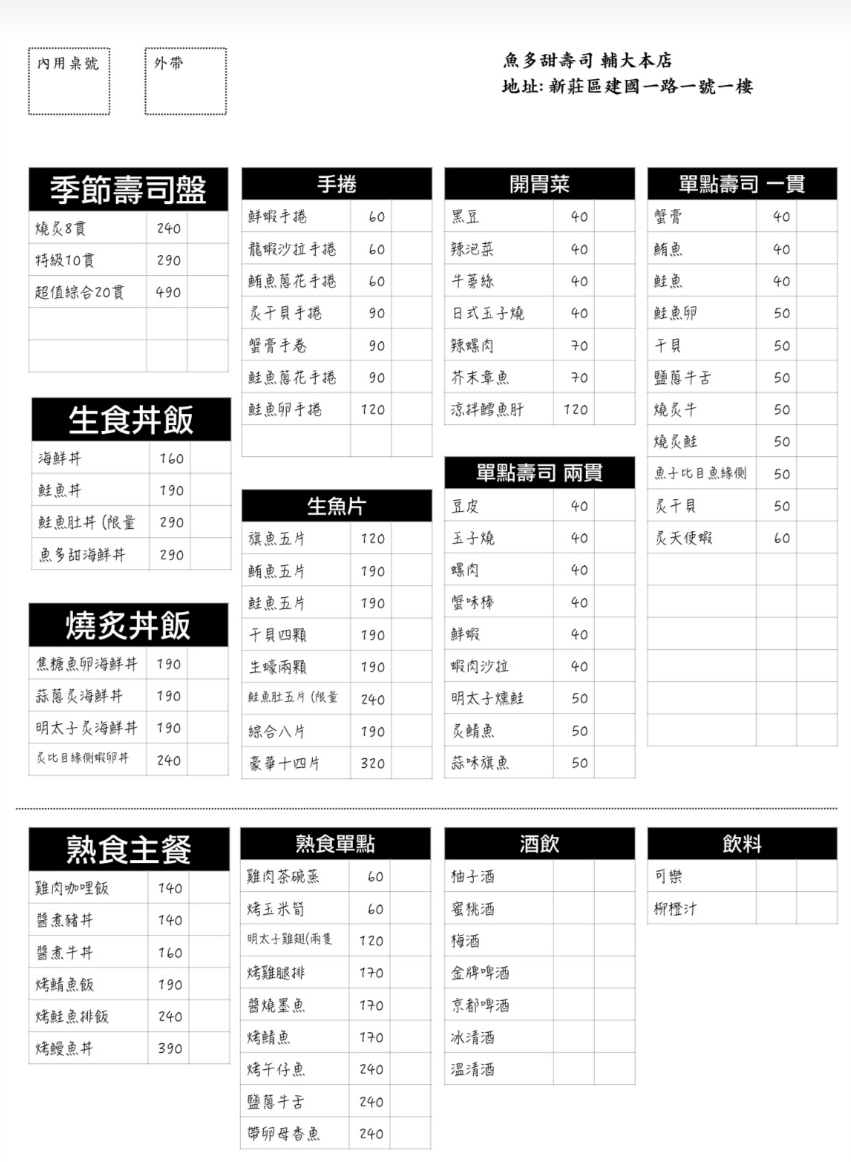 內用桌號
外帶
魚多甜壽司 輔大本店
地址: 新莊區建國一路一號一樓
季節壽司盤
燒炙8貫 240
特級10貫 290
超值綜合20貫 490
生食丼飯
海鮮丼 160
鮭魚丼 190
鮭魚肚丼 (限量 290
魚多甜海鮮丼 290
燒炙丼飯
焦糖魚卵海鮮丼 190
蒜蔥炙海鮮丼 190
明太子炙海鮮丼 190
炙比目緣側蝦卵丼 240
手捲
鮮蝦手捲 60
龍蝦沙拉手捲 60
鮪魚蔥花手捲 60
炙干貝手捲 90
蟹膏手卷 90
鮭魚蔥花手捲 90
鮭魚卵手捲 120
生魚片
旗魚五片 120
鮪魚五片 190
鮭魚五片 190
干貝四顆 190
生蠔兩顆 190
鮭魚肚五片 (限量 240
綜合八片 190
豪華十四片 320
開胃菜
黑豆 40
辣泡菜 40
牛蒡絲 40
日式玉子燒 40
辣螺肉 70
芥末章魚 70
涼拌鱈魚肝 120
單點壽司 兩貫
豆皮 40
玉子燒 40
螺肉 40
蟹味棒 40
鮮蝦 40
蝦肉沙拉 40
明太子燻鮭 50
炙鯖魚 50
蒜味旗魚 50
單點壽司 一貫
蟹膏 40
鮪魚 40
鮭魚 40
鮭魚卵 50
干貝 50
鹽蔥牛舌 50
燒炙牛 50
燒炙鮭 50
魚子比目魚緣側 50
炙干貝 50
炙天使蝦 60
熟食主餐
雞肉咖哩飯 140
醬煮豬丼 140
醬煮牛丼 160
烤鯖魚飯 190
烤鮭魚排飯 240
烤鰻魚丼 390
熟食單點
雞肉茶碗蒸 60
烤玉米筍 60
明太子雞翅(兩隻 120
烤雞腿排 170
醬燒墨魚 170
烤鯖魚 170
烤午仔魚 240
鹽蔥牛舌 240
帶卵母香魚 240
酒飲
柚子酒
蜜桃酒
梅酒
金牌啤酒
京都啤酒
冰清酒
溫清酒
飲料
可樂
柳橙汁